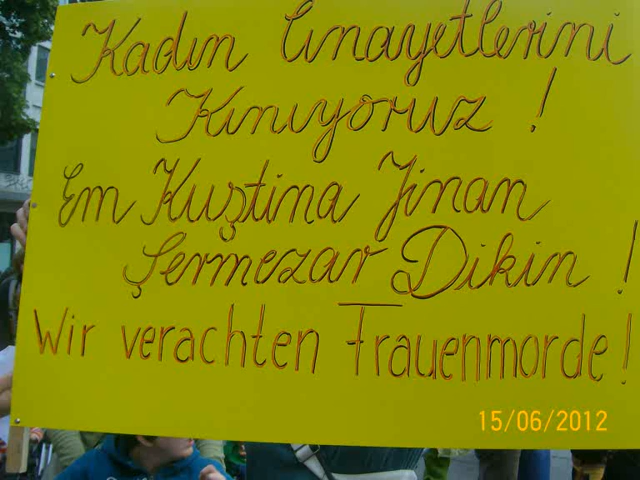 Kadın Cinayetlerini
Kınıyoruz !
Em Kuştina Jinan
Şermezar Dikin !
Wir verachten Frauenmorde !
15/06/2012